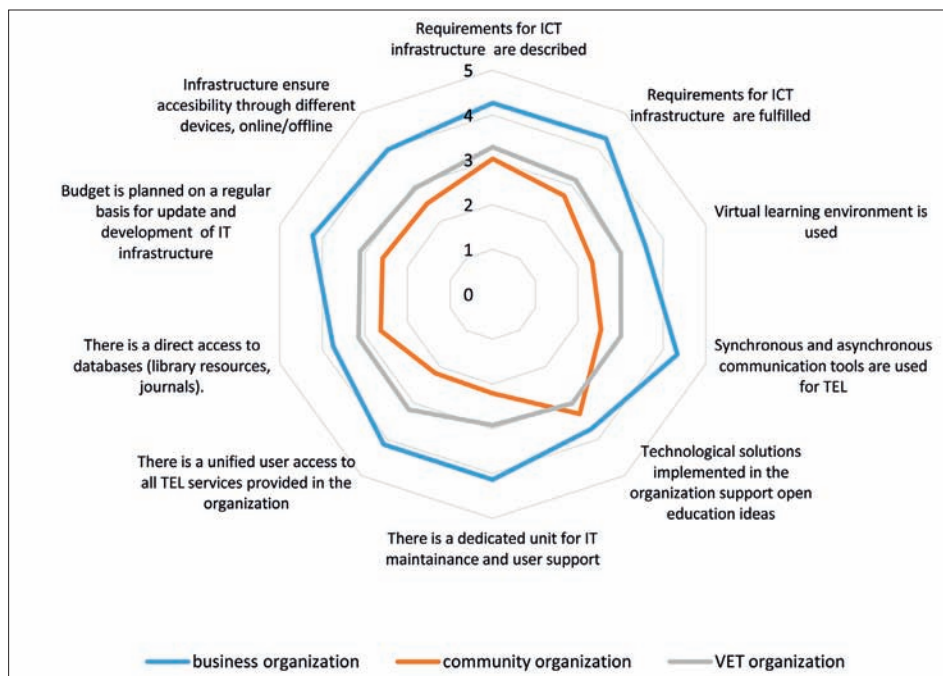 Requirements for ICT
infrastructure are described
Infrastructure ensure
accesibility through different
devices, online/offline
Requirements for ICT
infrastructure are fulfilled
Budget is planned on a regular
basis for update and
development of IT
infrastructure
Virtual learning environment is
used
5
4
3
2
1
0
There is a direct access to
databases (library resources,
journals).
Synchronous and asynchronous
communication tools are used
for TEL
There is a unified user access to
all TEL services provided in the
organization
Technological solutions
implemented in the
organization support open
education ideas
There is a dedicated unit for IT
maintainance and user support
business organization
community organization
VET organization